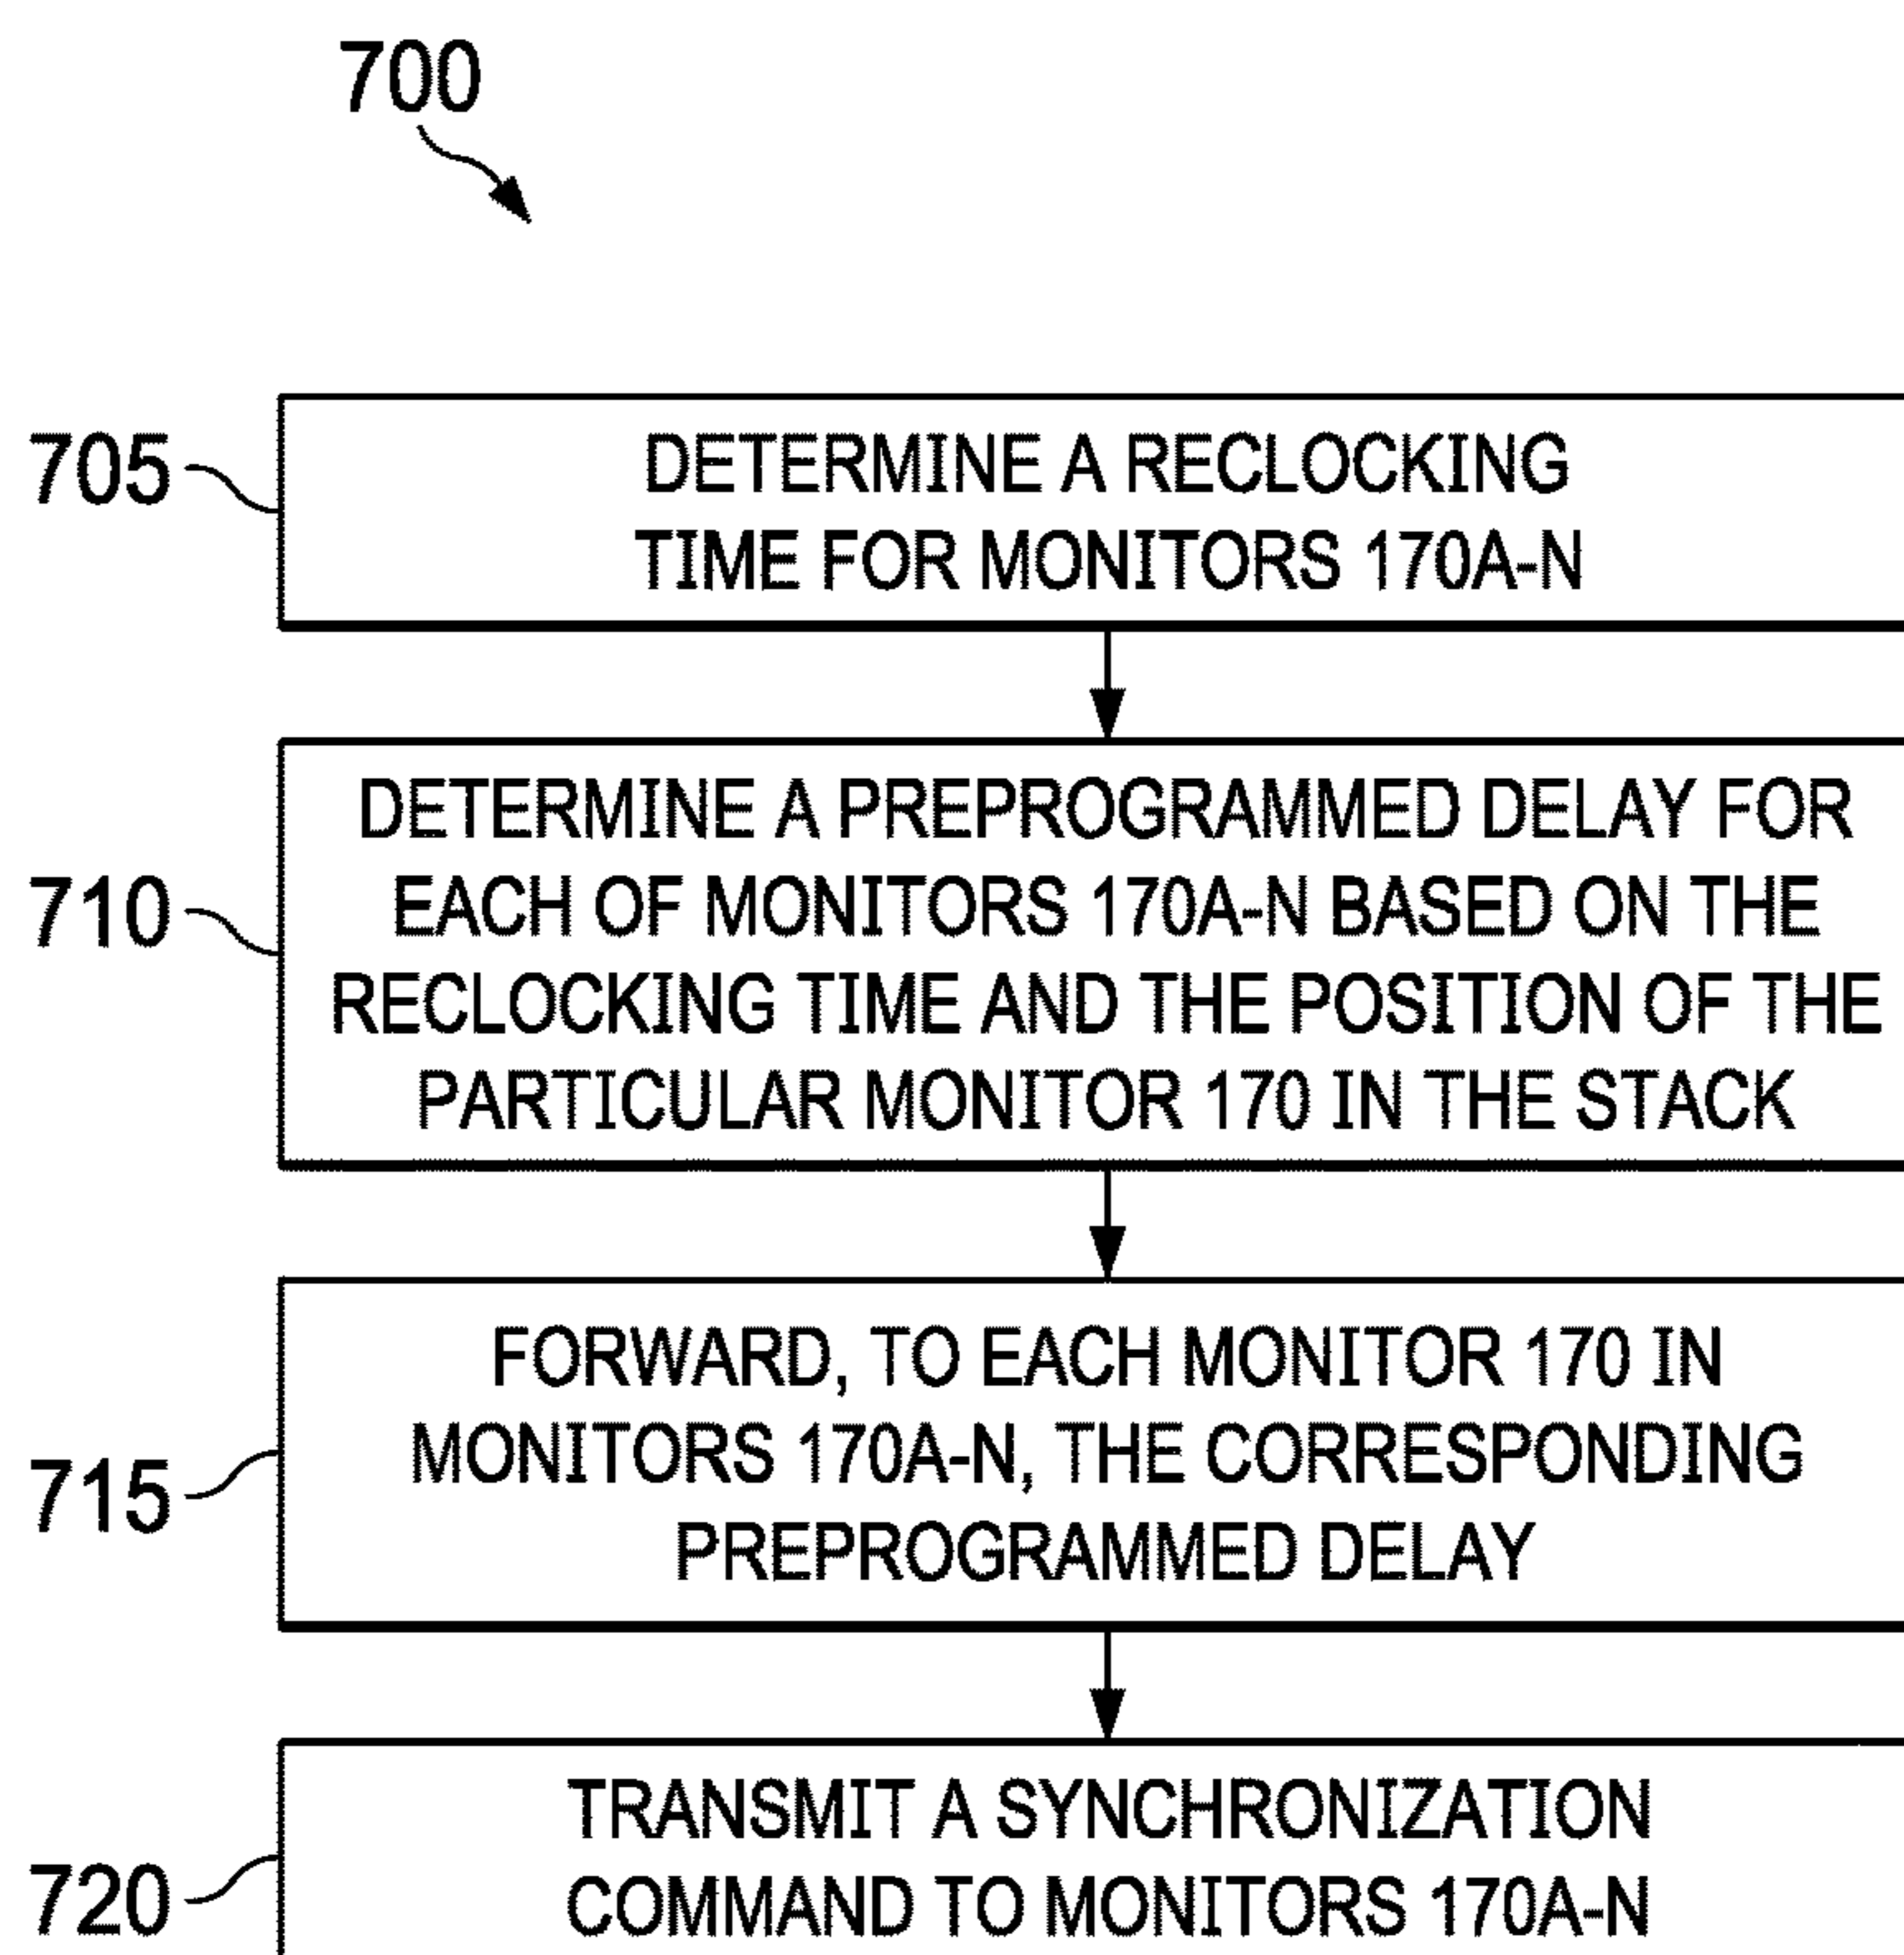 700
705
DETERMINE A RECLOCKING
TIME FOR MONITORS 170A-N
710
DETERMINE A PREPROGRAMMED DELAY FOR
EACH OF MONITORS 170A-N BASED ON THE
RECLOCKING TIME AND THE POSITION OF THE
PARTICULAR MONITOR 170 IN THE STACK
715
FORWARD, TO EACH MONITOR 170 IN
MONITORS 170A-N, THE CORRESPONDING
PREPROGRAMMED DELAY
720
TRANSMIT A SYNCHRONIZATION
COMMAND TO MONITORS 170A-N